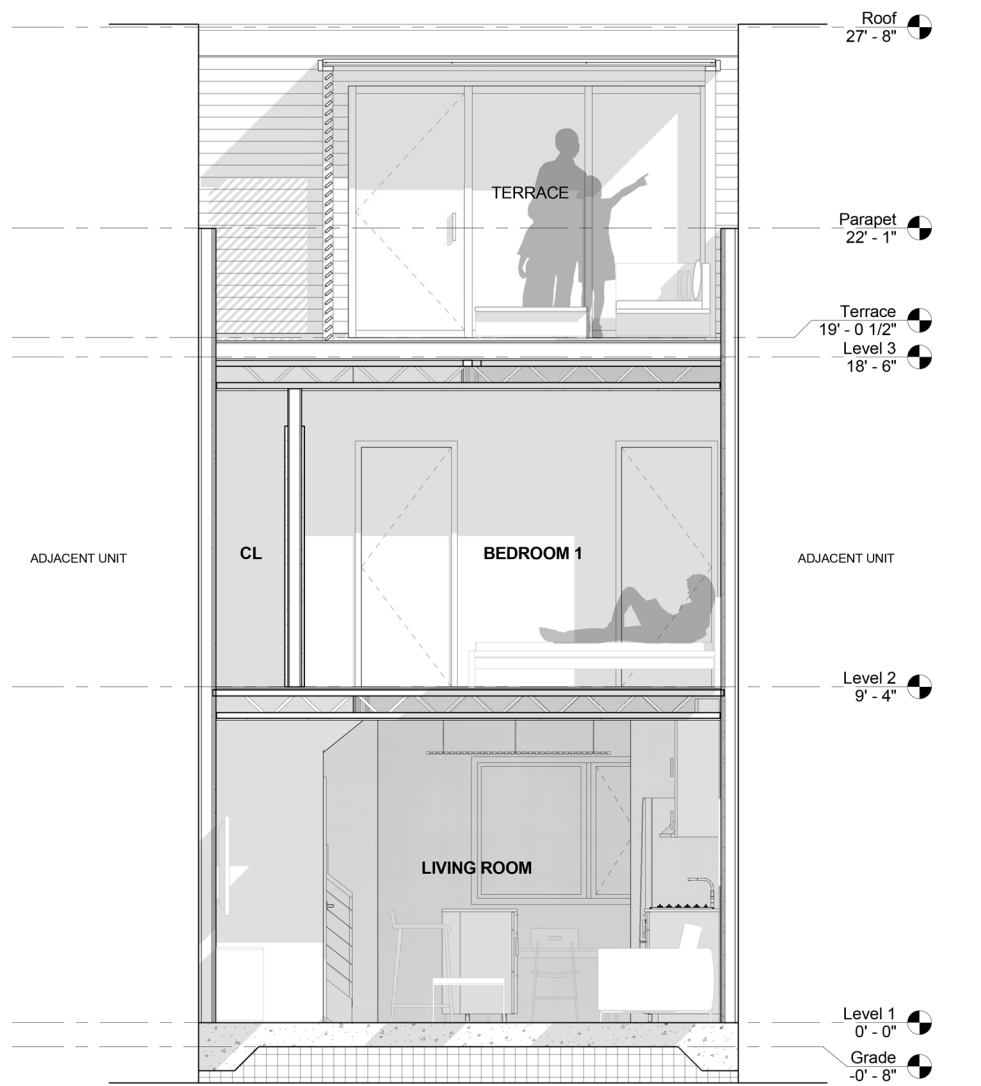 Roof
27' - 8"
TERRACE
Parapet
22' - 1"
Terrace
19' - 0 1/2"
Level 3
18' - 6"
ADJACENT UNIT
CL
BEDROOM 1
ADJACENT UNIT
Level 2
9' - 4"
LIVING ROOM
Level 1
0' - 0"
Grade
-0' - 8"